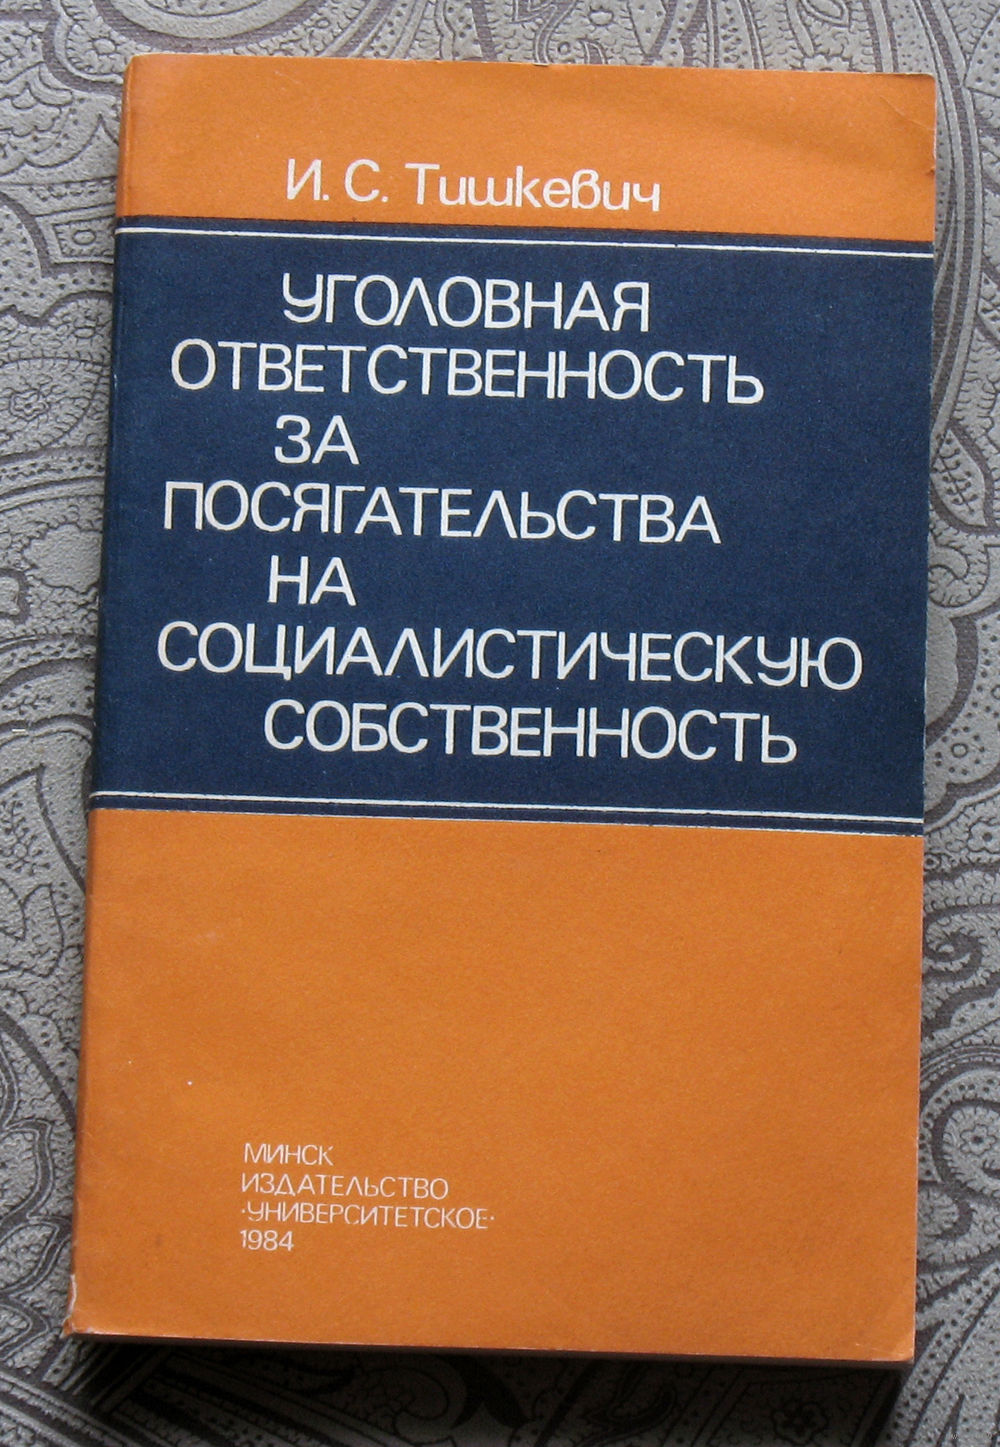 И. С. Тишкевич
УГОЛОВНАЯ
ОТВЕТСТВЕННОСТЬ
ЗА
ПОСЯГАТЕЛЬСТВА
НА
СОЦИАЛИСТИЧЕСКУЮ
СОБСТВЕННОСТЬ
МИНСК
ИЗДАТЕЛЬСТВО
·УНИВЕРСИТЕТСКОЕ·
1984